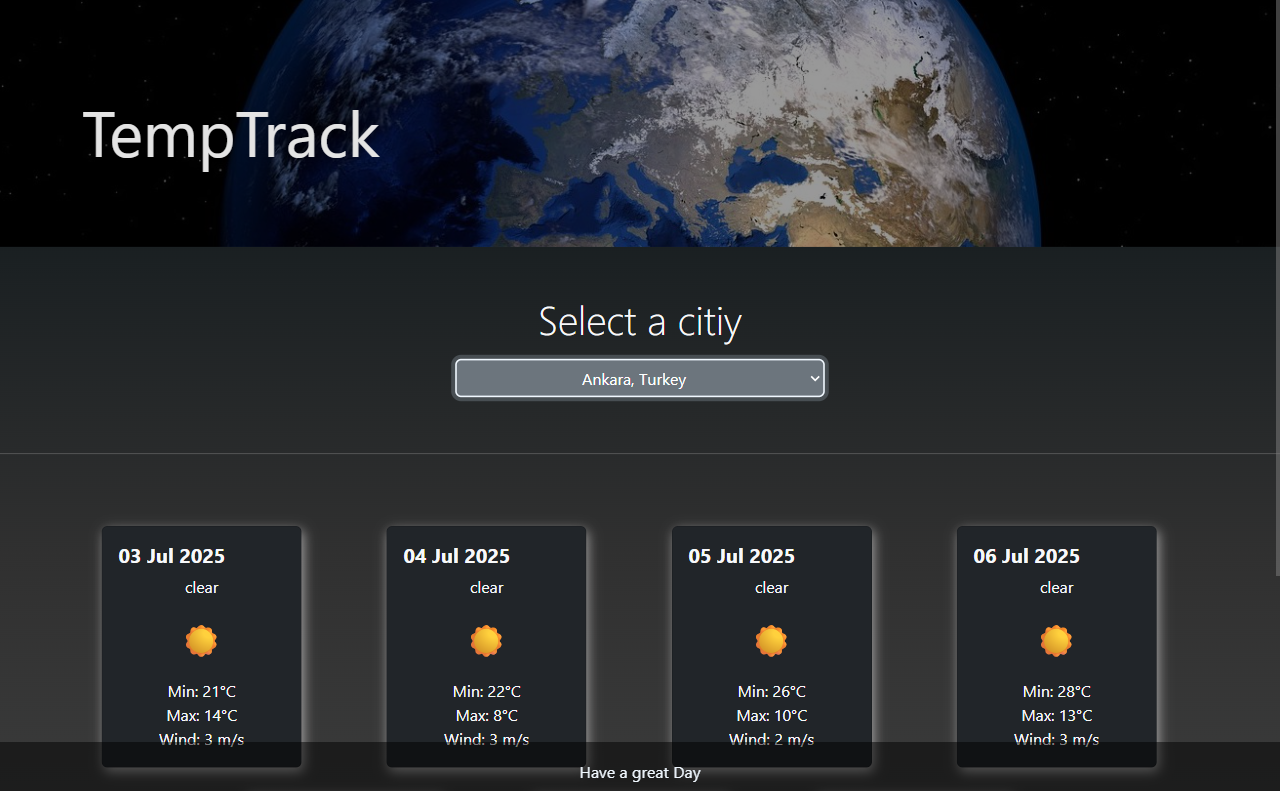 TempTrack
Select a citiy
Ankara, Turkey
03 Jul 2025
clear
Min: 21°C
Max: 14°C
Wind: 3 m/s
04 Jul 2025
clear
Min: 22°C
Max: 8°C
Wind: 3 m/s
05 Jul 2025
clear
Min: 26°C
Max: 10°C
Wind: 2 m/s
06 Jul 2025
clear
Min: 28°C
Max: 13°C
Wind: 3 m/s
Have a great Day